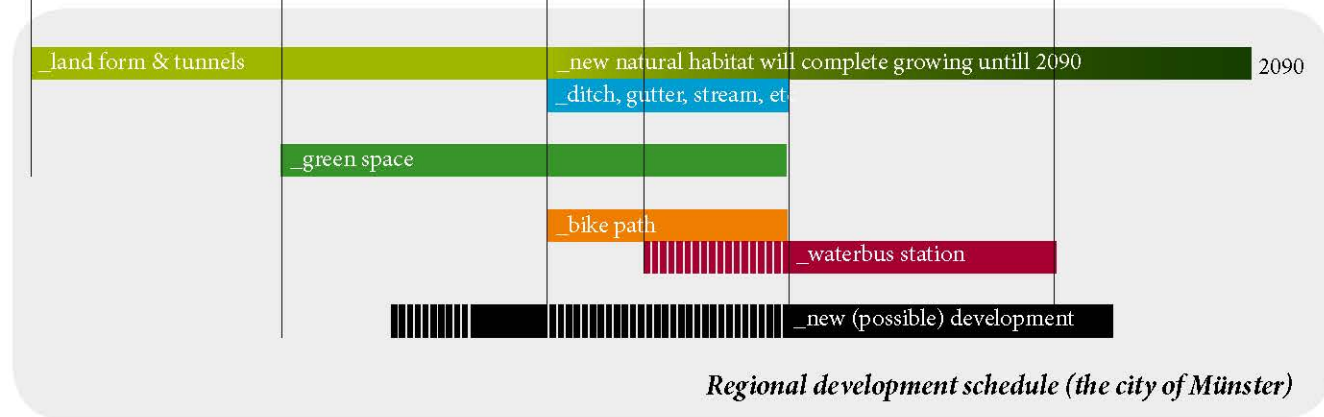 _land form & tunnels
_new natural habitat will complete growing untill 2090
2090
_ditch, gutter, stream, et
_green space
_bike path
_waterbus station
_new (possible) development
Regional development schedule (the city of Münster)